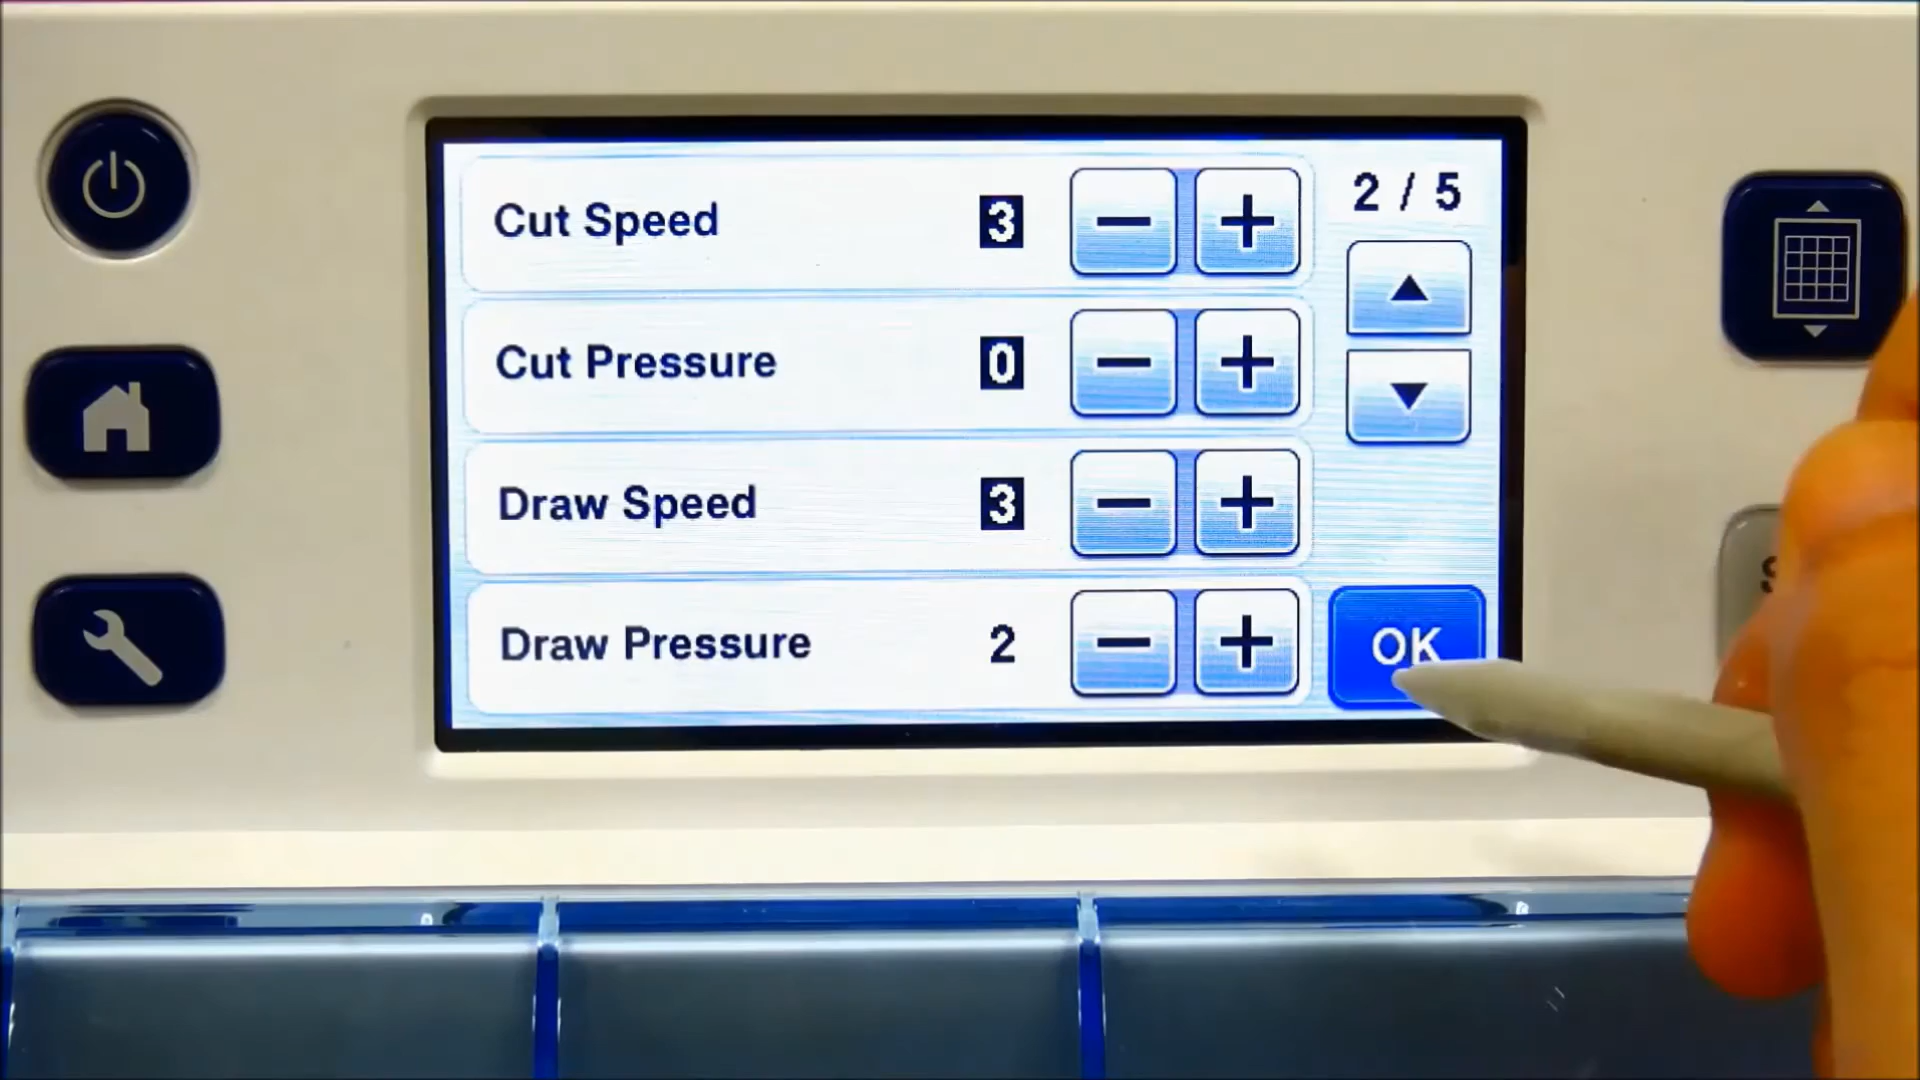 Cut Speed 3 − + 2 / 5
Cut Pressure 0 − +
Draw Speed 3 − +
Draw Pressure 2 − + OK
S